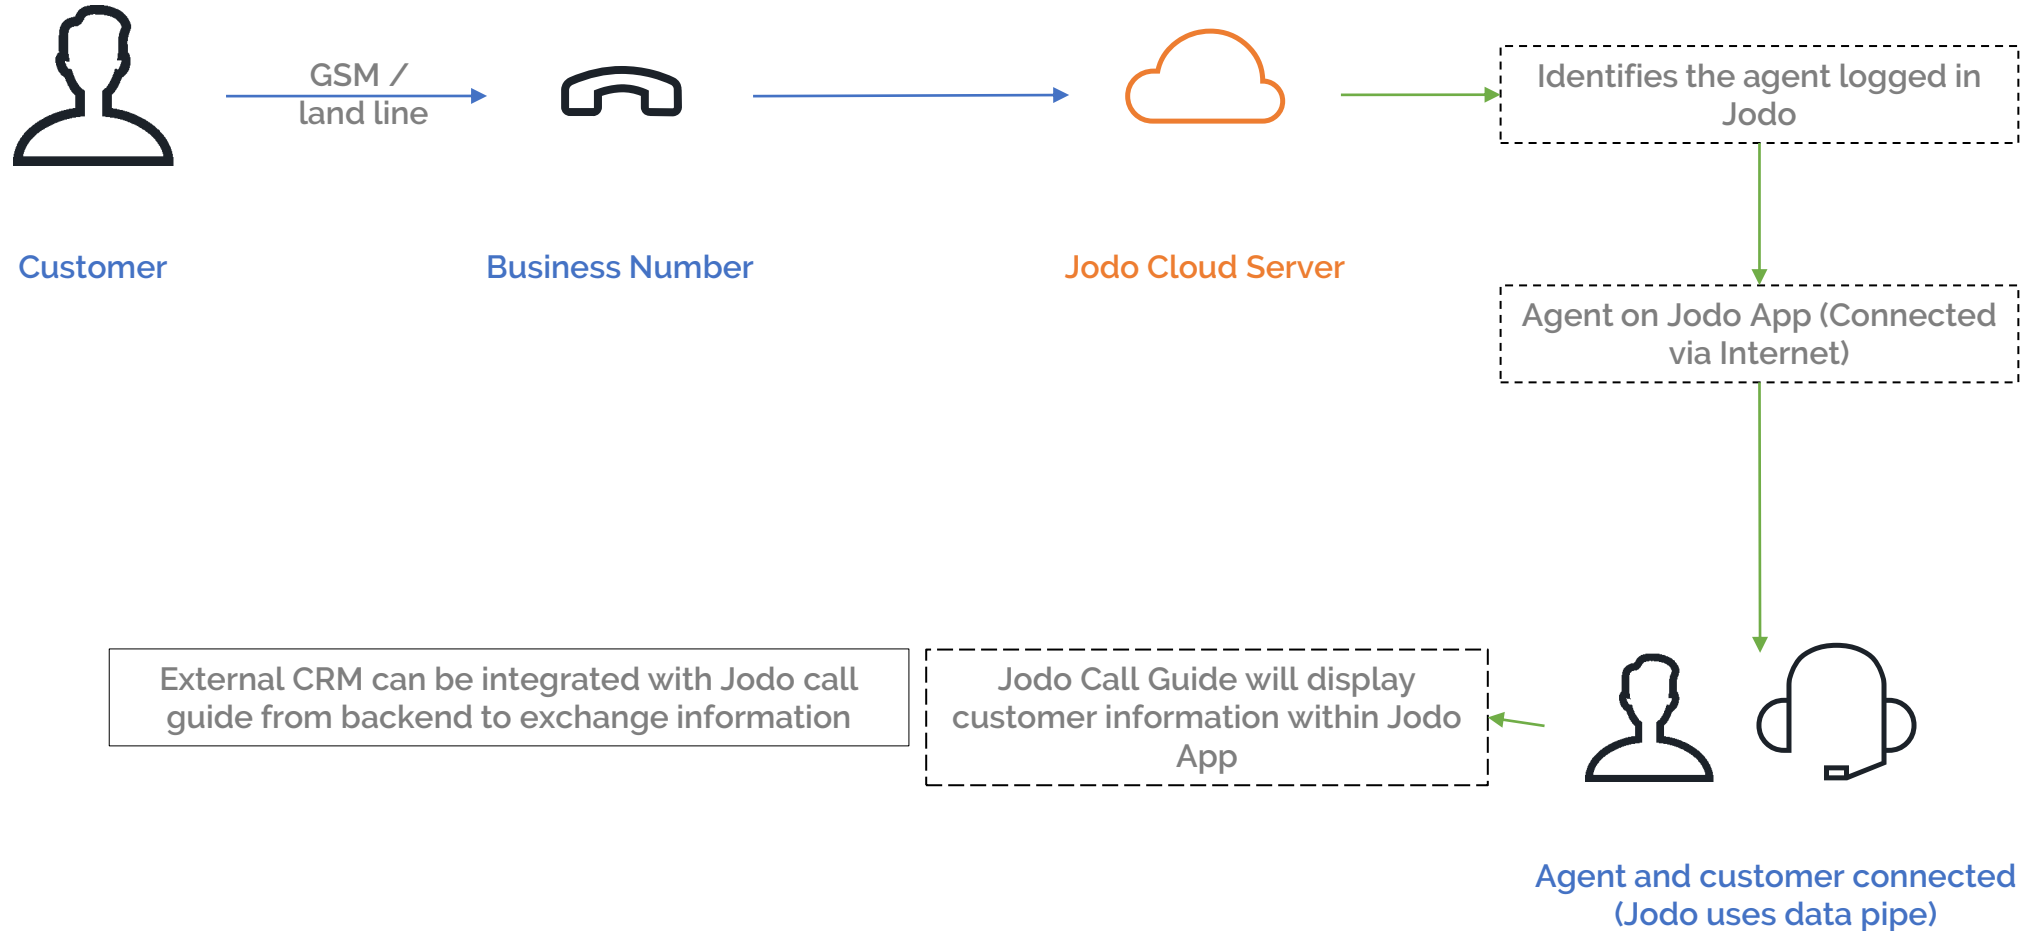 GSM /
land line
Identifies the agent logged in
Jodo
Customer
Business Number
Jodo Cloud Server
Agent on Jodo App (Connected
via Internet)
External CRM can be integrated with Jodo call
guide from backend to exchange information
Jodo Call Guide will display
customer information within Jodo
App
Agent and customer connected
(Jodo uses data pipe)